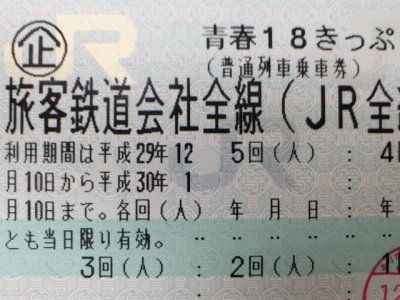 企 青春18きっぷ
(普通列車乗車券)
旅客鉄道会社全線(JR全
利用期間は平成29年12 5回(人) : 4
月10日から平成30年 1 :
月10日まで。各回(人) 年 月 日 : 年
とも当日限り有効。 ‥ ‥ ‥ ‥ : ‥
3回(人) : 2回(人) : 1